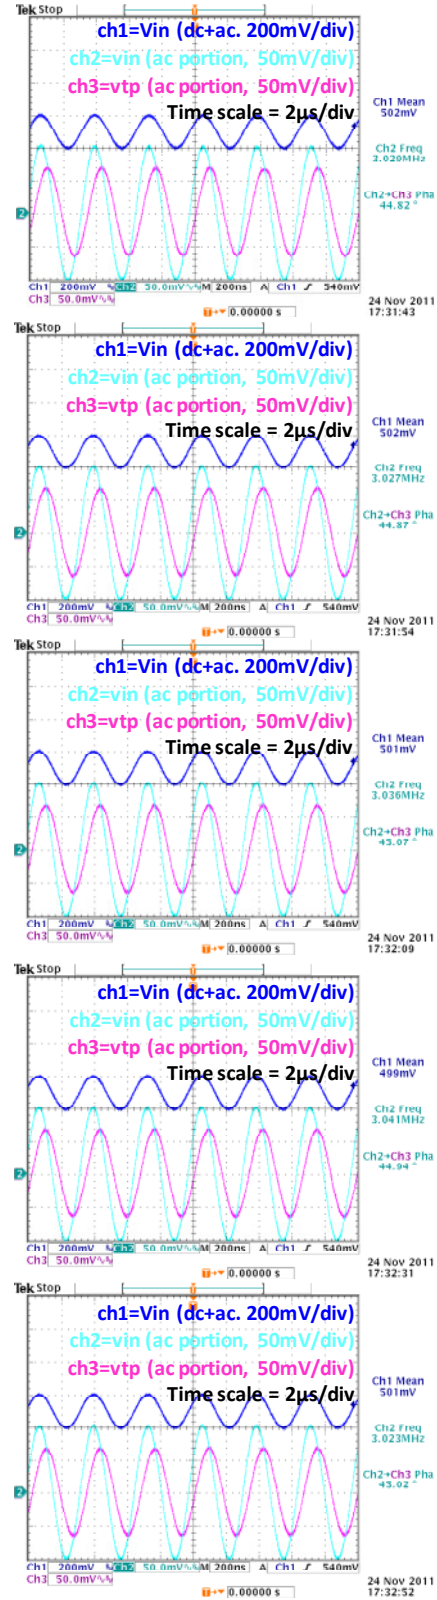 Tek Stop
ch1=Vin (dc+ac. 200mV/div)
ch2=vin (ac portion, 50mV/div)
ch3=vtp (ac portion, 50mV/div)
Time scale = 2µs/div
Ch1 Mean
502mV
Ch2 Freq
3.020MHz
Ch2→Ch3 Pha
44.82 °
2
Ch1 200mV Ch2 50.0mV M 200ns A Ch1 540mV
Ch3 50.0mV
0.00000 s
24 Nov 2011
17:31:43
Tek Stop
ch1=Vin (dc+ac. 200mV/div)
ch2=vin (ac portion, 50mV/div)
ch3=vtp (ac portion, 50mV/div)
Time scale = 2µs/div
Ch1 Mean
502mV
Ch2 Freq
3.027MHz
Ch2→Ch3 Pha
44.87 °
2
Ch1 200mV Ch2 50.0mV M 200ns A Ch1 540mV
Ch3 50.0mV
0.00000 s
24 Nov 2011
17:31:54
Tek Stop
ch1=Vin (dc+ac. 200mV/div)
ch2=vin (ac portion, 50mV/div)
ch3=vtp (ac portion, 50mV/div)
Time scale = 2µs/div
Ch1 Mean
501mV
Ch2 Freq
3.036MHz
Ch2→Ch3 Pha
45.07 °
2
Ch1 200mV Ch2 50.0mV M 200ns A Ch1 540mV
Ch3 50.0mV
0.00000 s
24 Nov 2011
17:32:09
Tek Stop
ch1=Vin (dc+ac. 200mV/div)
ch2=vin (ac portion, 50mV/div)
ch3=vtp (ac portion, 50mV/div)
Time scale = 2µs/div
Ch1 Mean
499mV
Ch2 Freq
3.041MHz
Ch2→Ch3 Pha
44.94 °
2
Ch1 200mV Ch2 50.0mV M 200ns A Ch1 540mV
Ch3 50.0mV
0.00000 s
24 Nov 2011
17:32:31
Tek Stop
ch1=Vin (dc+ac. 200mV/div)
ch2=vin (ac portion, 50mV/div)
ch3=vtp (ac portion, 50mV/div)
Time scale = 2µs/div
Ch1 Mean
501mV
Ch2 Freq
3.023MHz
Ch2→Ch3 Pha
45.02 °
2
Ch1 200mV Ch2 50.0mV M 200ns A Ch1 540mV
Ch3 50.0mV
0.00000 s
24 Nov 2011
17:32:52